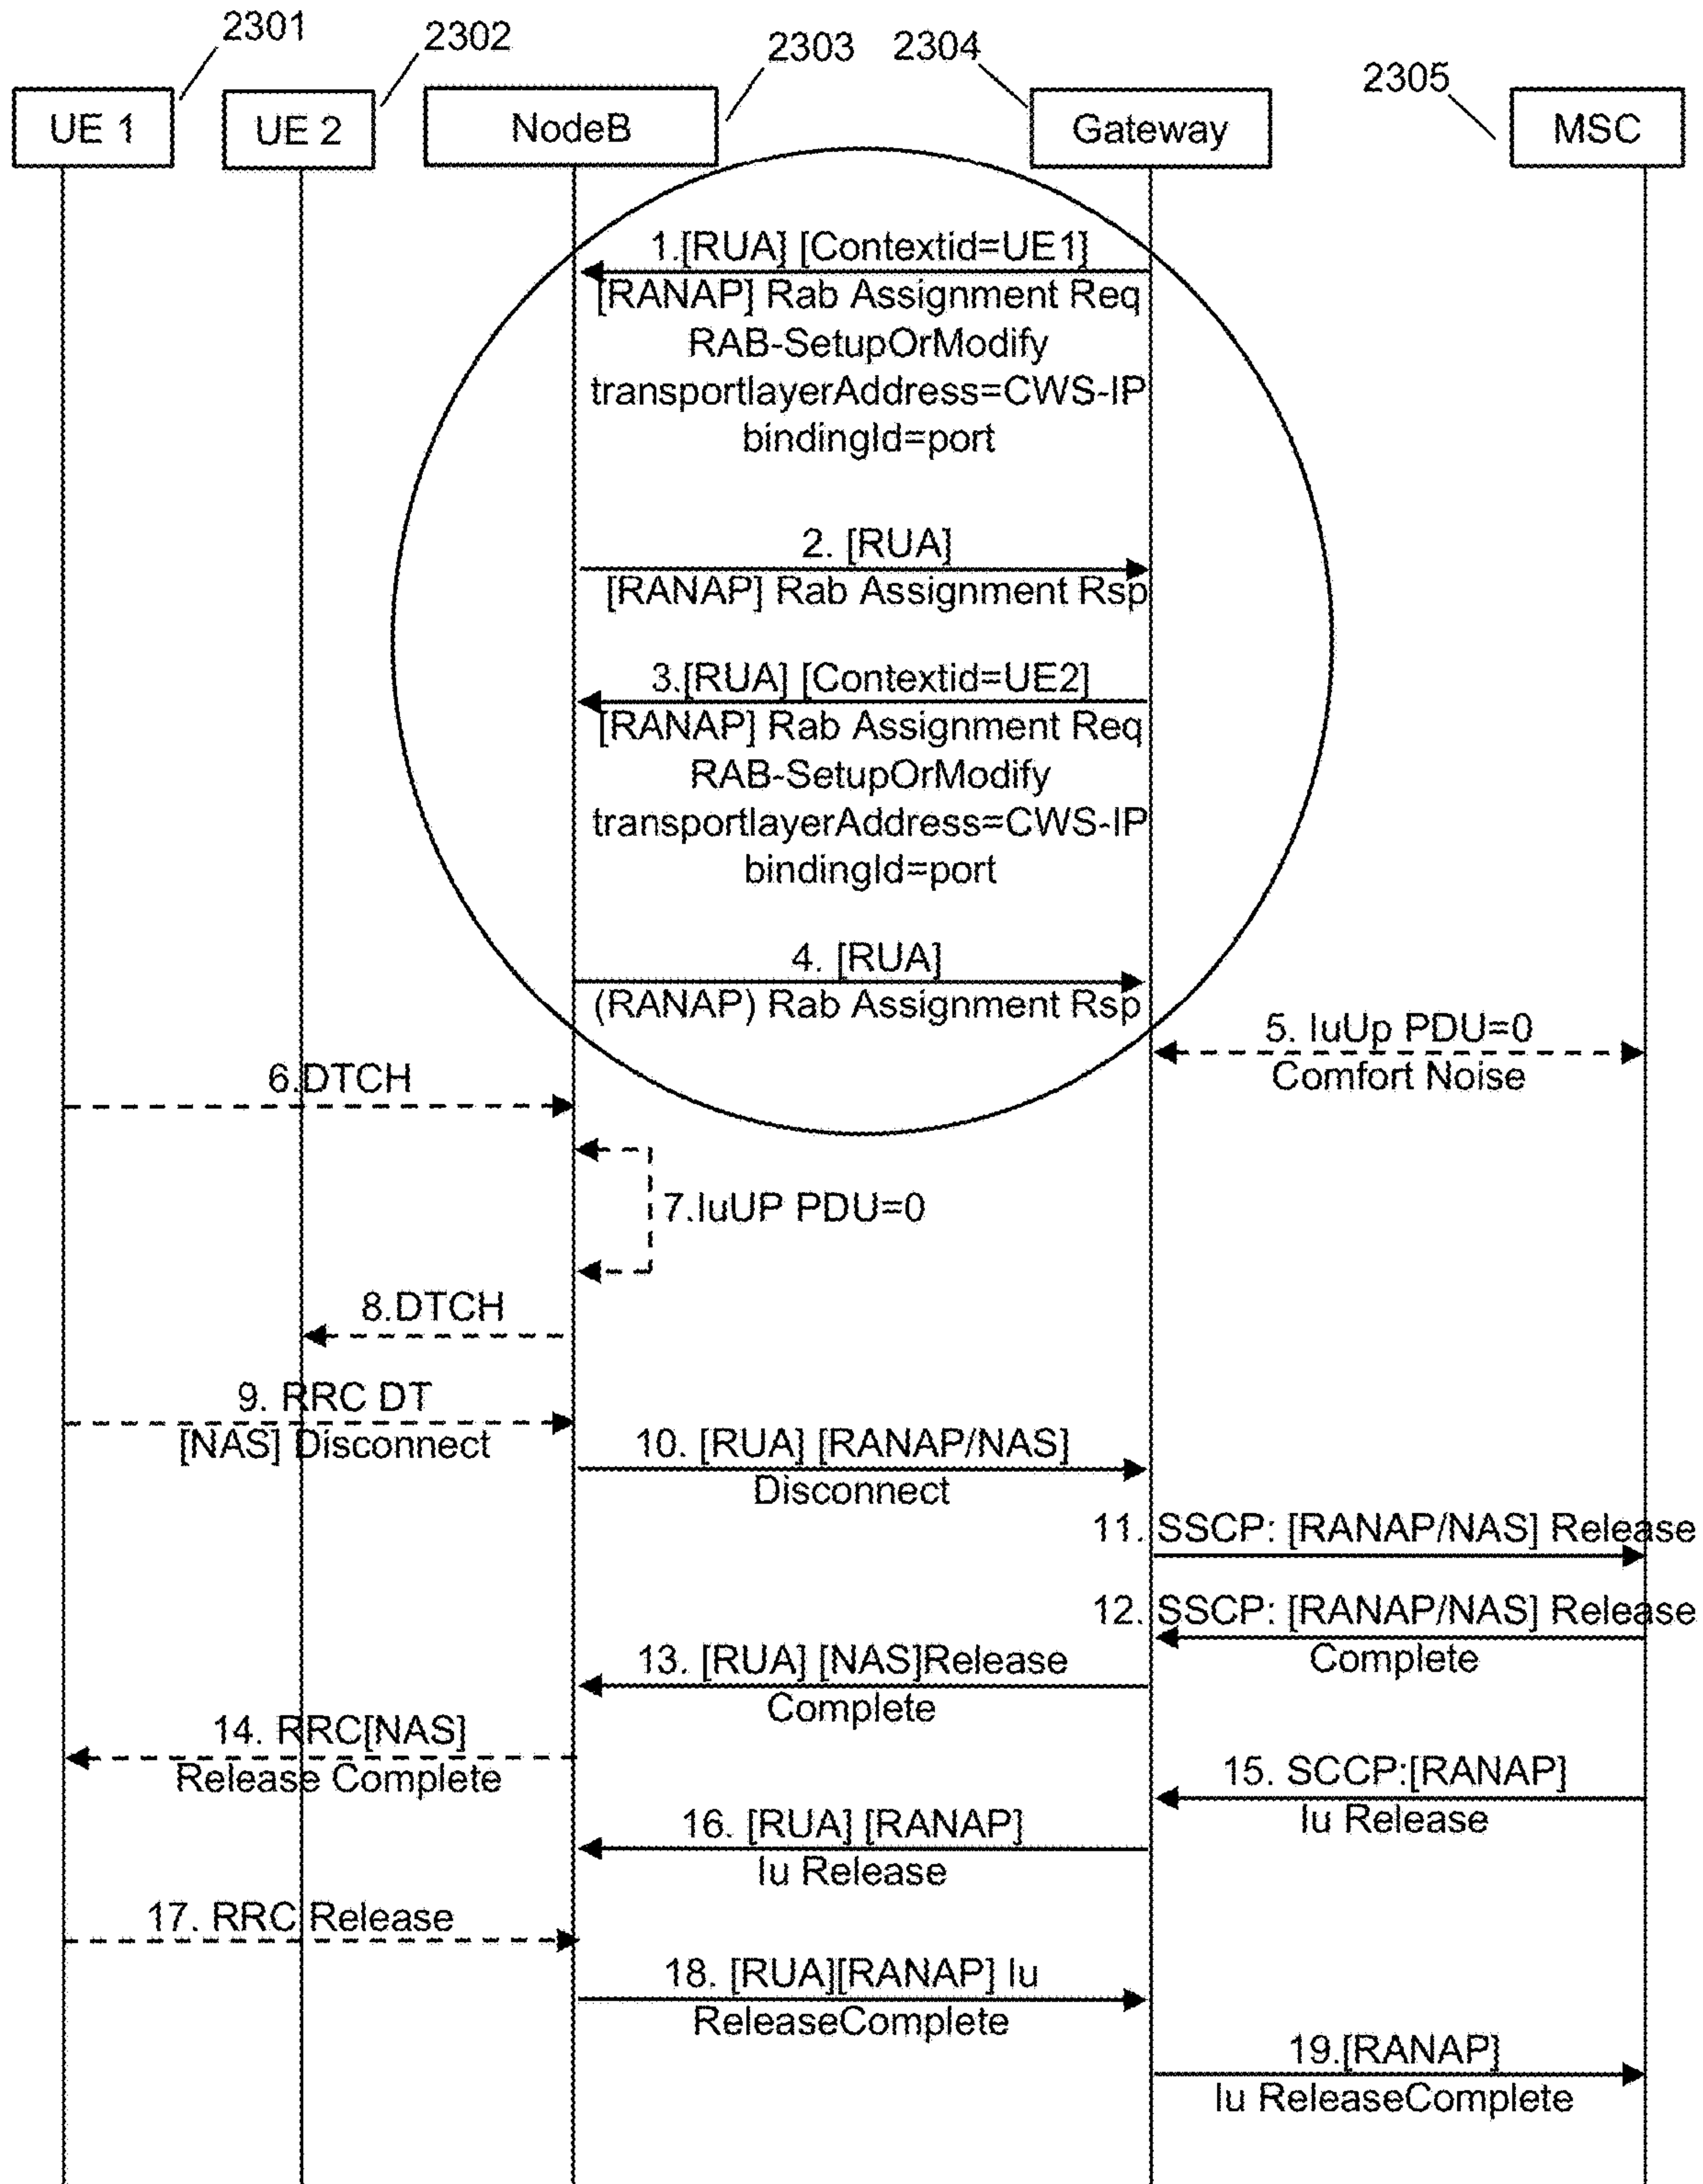 2301
2302
2303
2304
2305
UE 1
UE 2
NodeB
Gateway
MSC
1.[RUA] [Contextid=UE1]
[RANAP] Rab Assignment Req
RAB-SetupOrModify
transportlayerAddress=CWS-IP
bindingId=port
2. [RUA]
[RANAP] Rab Assignment Rsp
3.[RUA] [Contextid=UE2]
[RANAP] Rab Assignment Req
RAB-SetupOrModify
transportlayerAddress=CWS-IP
bindingId=port
4. [RUA]
(RANAP) Rab Assignment Rsp
5. IuUp PDU=0
Comfort Noise
6.DTCH
7.IuUP PDU=0
8.DTCH
9. RRC DT
[NAS] Disconnect
10. [RUA] [RANAP/NAS]
Disconnect
11. SSCP: [RANAP/NAS] Release
12. SSCP: [RANAP/NAS] Release
Complete
13. [RUA] [NAS]Release
Complete
14. RRC[NAS]
Release Complete
15. SCCP:[RANAP]
Iu Release
16. [RUA] [RANAP]
Iu Release
17. RRC Release
18. [RUA][RANAP] Iu
ReleaseComplete
19.[RANAP]
Iu ReleaseComplete